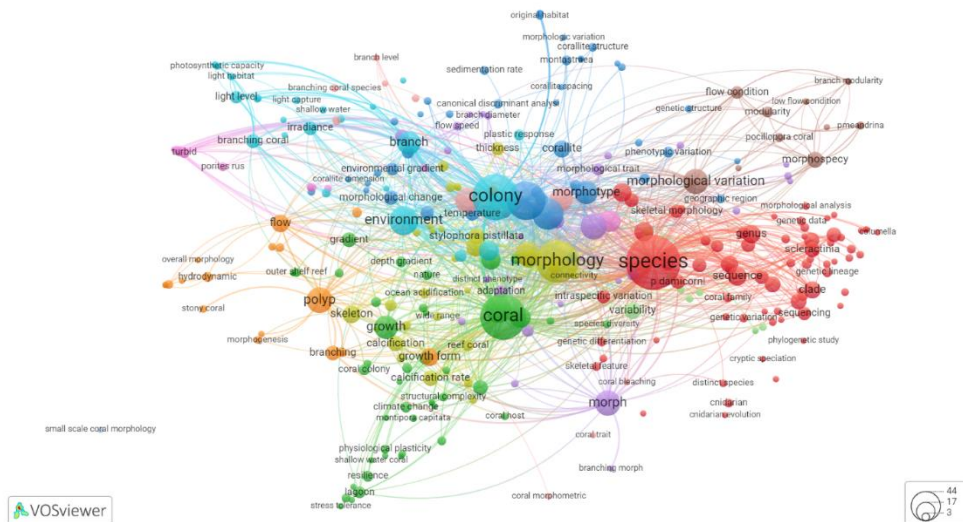 original habitat
morphologic variation
corallite structure
branch level
montastraea
photosynthetic capacity
light habitat
sedimentation rate
branching coral species
corallite spacing
flow condition
branch modularity
light level
light capture
canonical discriminant analysi
genetic structure
low flow condition
shallow water
branch diameter
modularity
irradiance
flow speed
plastic response
pocillopora coral
pmeandrina
branching coral
branch
thickness
corallite
turbid
phenotypic variation
morphospecy
porites rus
environmental gradient
morphological trait
corallite dimension
morphological variation
morphological change
colony
morphotype
geographic region
skeletal morphology
morphological analysis
flow
environment
temperature
genetic data
columella
gradient
stylophora pistillata
genus
scleractinia
overall morphology
depth gradient
morphology
species
hydrodynamic
outer shelf reef
nature
distinct phenotype
connectivity
p.damicorni
sequence
genetic lineage
adaptation
clade
stony coral
polyp
ocean acidification
intraspecific variation
coral family
skeleton
wide range
coral
variability
genetic variation
sequencing
growth
species diversity
morphogenesis
calcification
reef coral
genetic differentiation
phylogenetic study
branching
growth form
skeletal feature
cryptic speciation
coral colony
calcification rate
coral bleaching
distinct species
structural complexity
morph
cnidarian
climate change
cnidarian evolution
montipora capitata
coral host
small scale coral morphology
coral trait
physiological plasticity
shallow water coral
branching morph
resilience
lagoon
coral morphometric
stress tolerance
VOSviewer
44
17
3